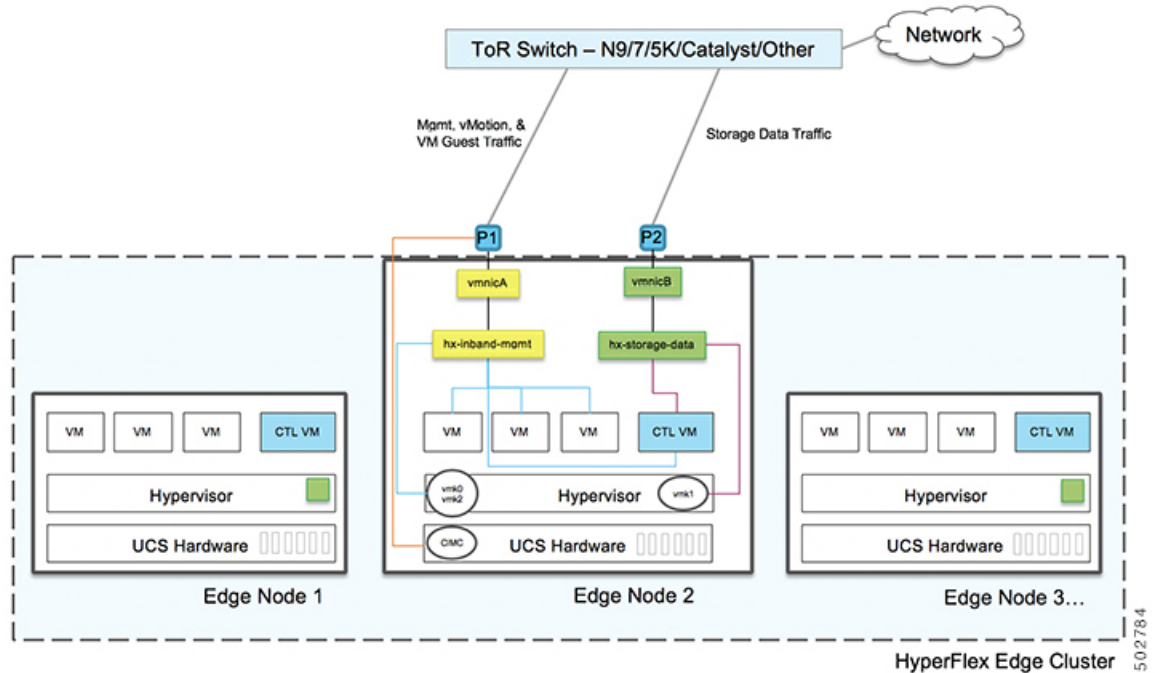 ToR Switch – N9/7/5K/Catalyst/Other
Network
Mgmt, vMotion, &
VM Guest Traffic
Storage Data Traffic
P1
P2
vmnicA
vmnicB
hx-inband-mgmt
hx-storage-data
VM
VM
VM
CTL VM
Hypervisor
UCS Hardware
Edge Node 1
VM
VM
VM
CTL VM
vmk0
vmk2
Hypervisor
vmk1
CIMC
UCS Hardware
Edge Node 2
VM
VM
VM
CTL VM
Hypervisor
UCS Hardware
Edge Node 3...
HyperFlex Edge Cluster
502784